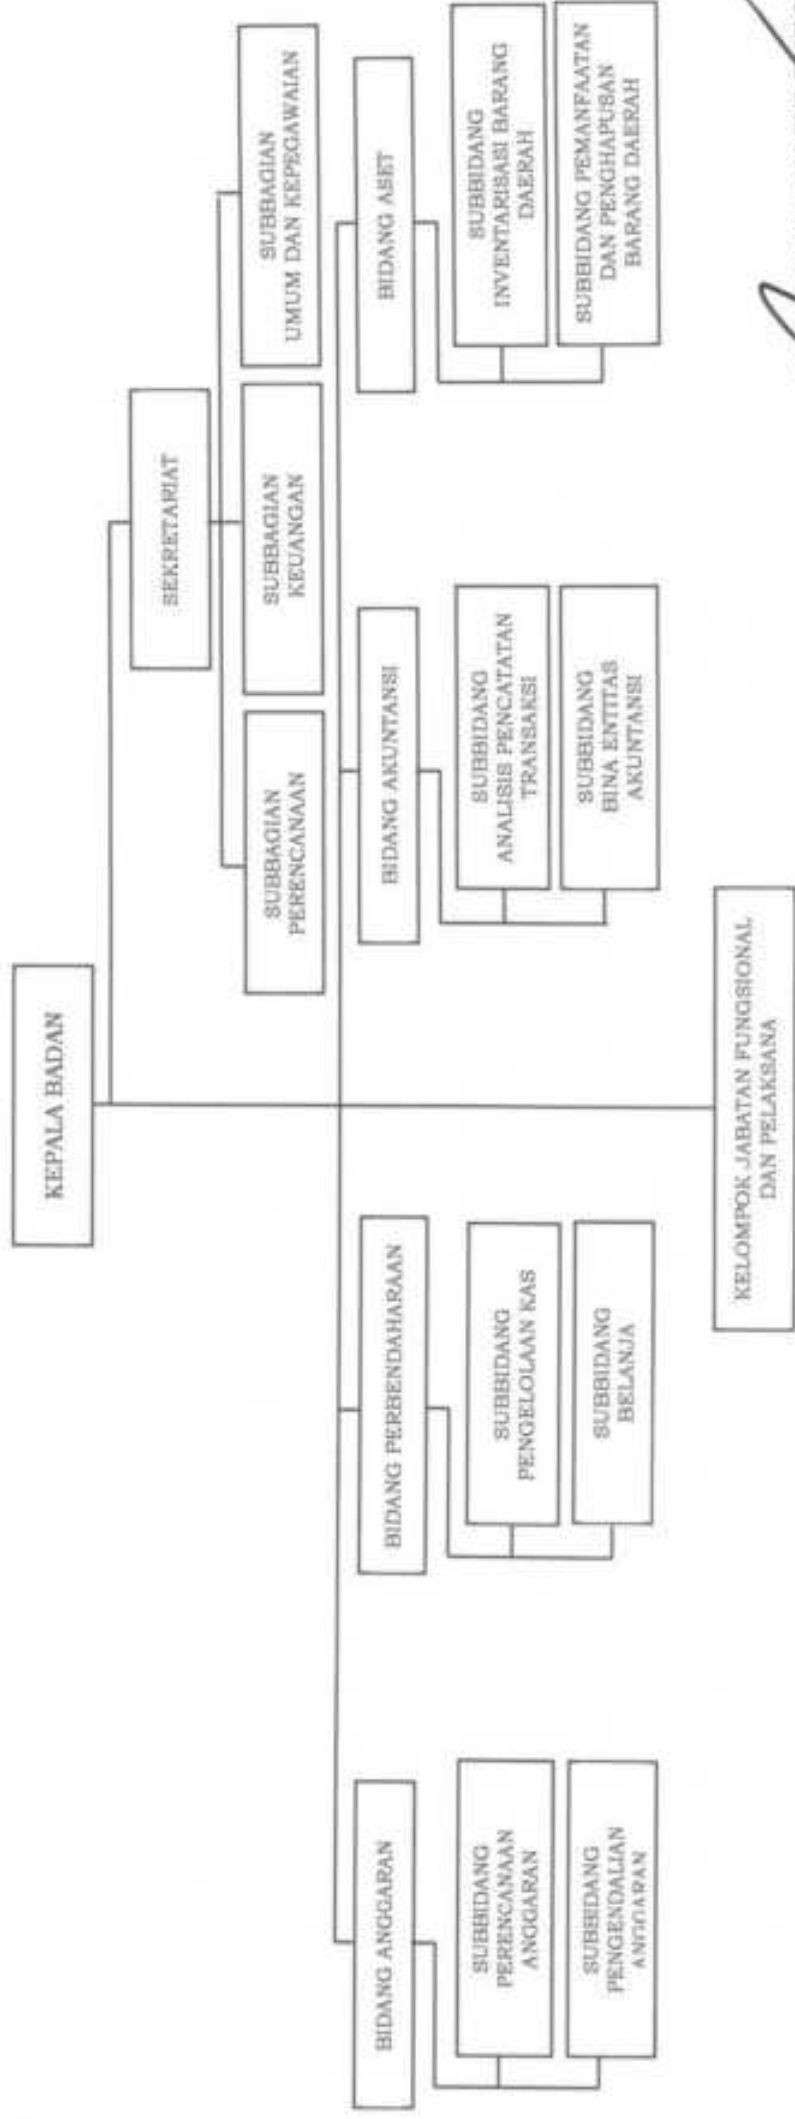 KEPALA BADAN
SEKRETARIAT
SUBBAGIAN
PERENCANAAN
SUBBAGIAN
KEUANGAN
SUBBAGIAN
UMUM DAN KEPEGAWAIAN
BIDANG ANGGARAN
BIDANG PERBENDAHARAAN
BIDANG AKUNTANSI
BIDANG ASET
SUBBIDANG
PERENCANAAN
ANGGARAN
SUBBIDANG
PENGENDALIAN
ANGGARAN
SUBBIDANG
PENGELOLAAN KAS
SUBBIDANG
BELANJA
SUBBIDANG
ANALISIS PENCATATAN
TRANSAKSI
SUBBIDANG
BINA ENTITAS
AKUNTANSI
SUBBIDANG
INVENTARISASI BARANG
DAERAH
SUBBIDANG PEMANFAATAN
DAN PENGHAPUSAN
BARANG DAERAH
KELOMPOK JABATAN FUNGSIONAL
DAN PELAKSANA